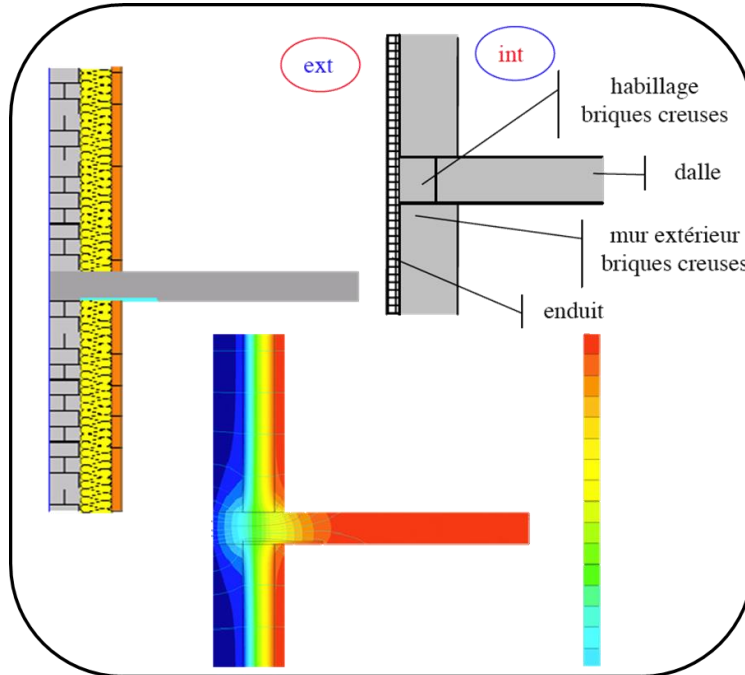 ext
int
habillage
briques creuses
dalle
mur extérieur
briques creuses
enduit